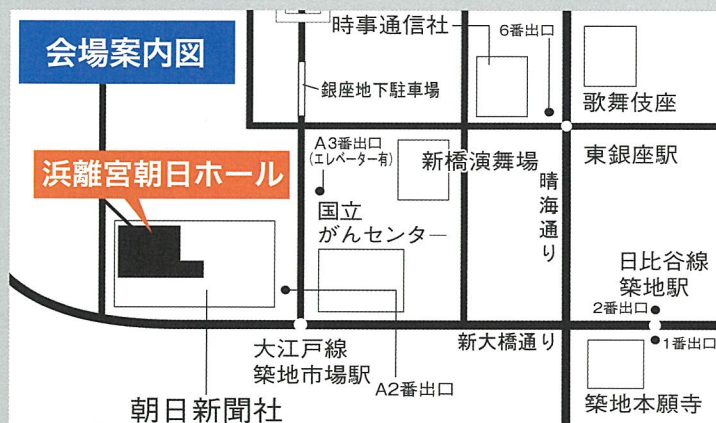 会場案内図
時事通信社
6番出口
銀座地下駐車場
歌舞伎座
A3番出口
(エレベーター有)
新橋演舞場
東銀座駅
浜離宮朝日ホール
国立
がんセンター
晴海通り
日比谷線
築地駅
2番出口
大江戸線
築地市場駅
A2番出口
新大橋通り
1番出口
朝日新聞社
築地本願寺